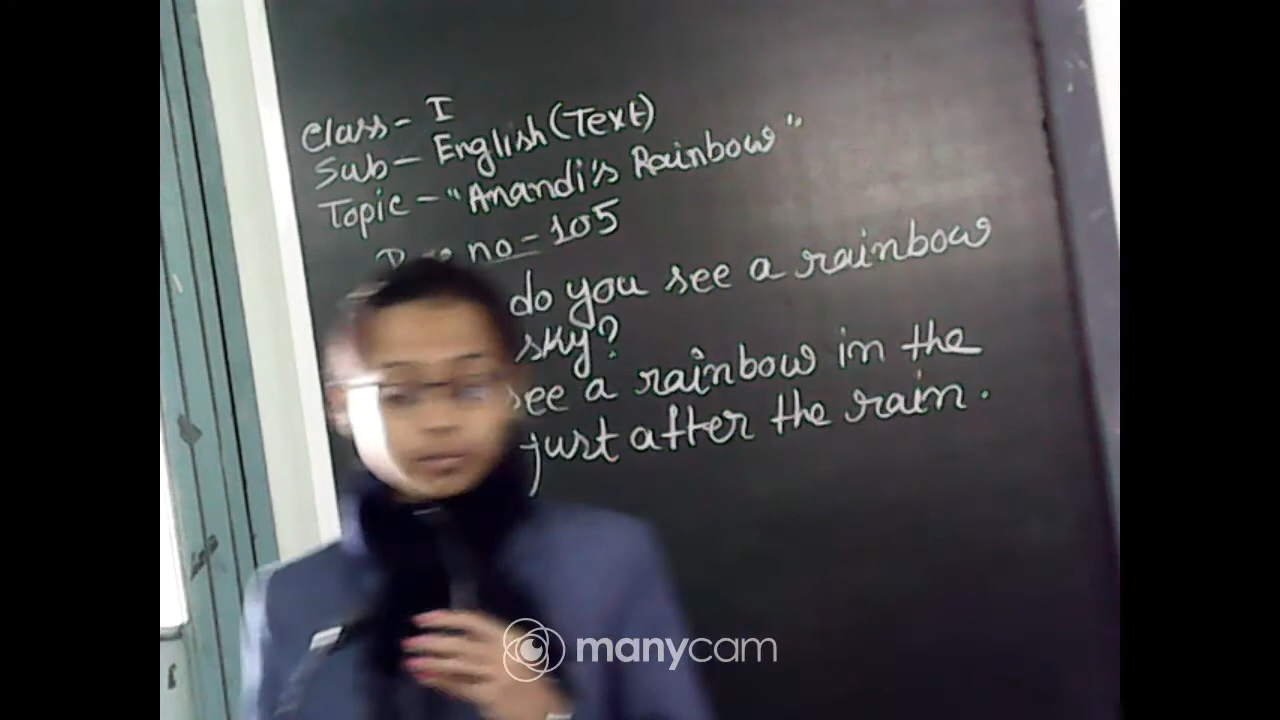 Class - I
Sub - English (Text)
Topic - "Anandi's Rainbow"
no - 105
do you see a rainbow
sky?
see a rainbow in the
just after the rain.
manycam